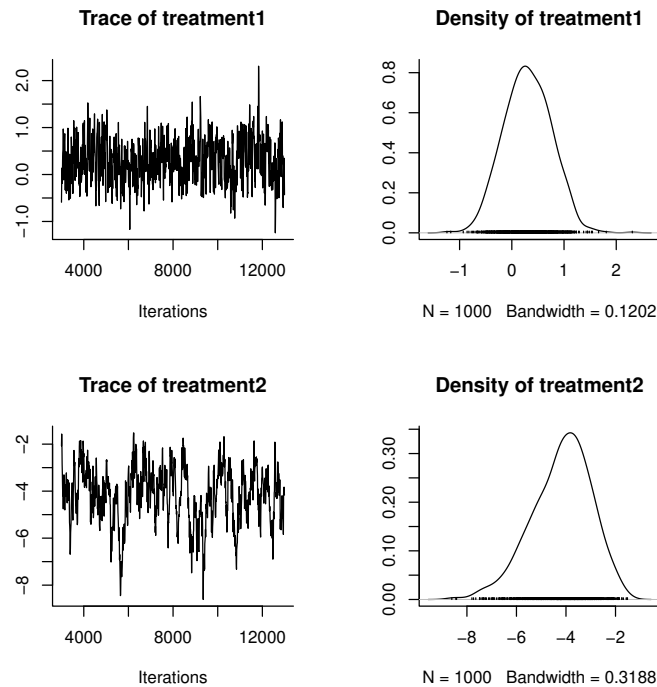 Trace of treatment1
2.0
1.0
0.0
−1.0
4000 8000 12000
Iterations
Density of treatment1
0.8
0.6
0.4
0.2
0.0
−1 0 1 2
N = 1000 Bandwidth = 0.1202
Trace of treatment2
−2
−4
−6
−8
4000 8000 12000
Iterations
Density of treatment2
0.30
0.20
0.10
0.00
−8 −6 −4 −2
N = 1000 Bandwidth = 0.3188